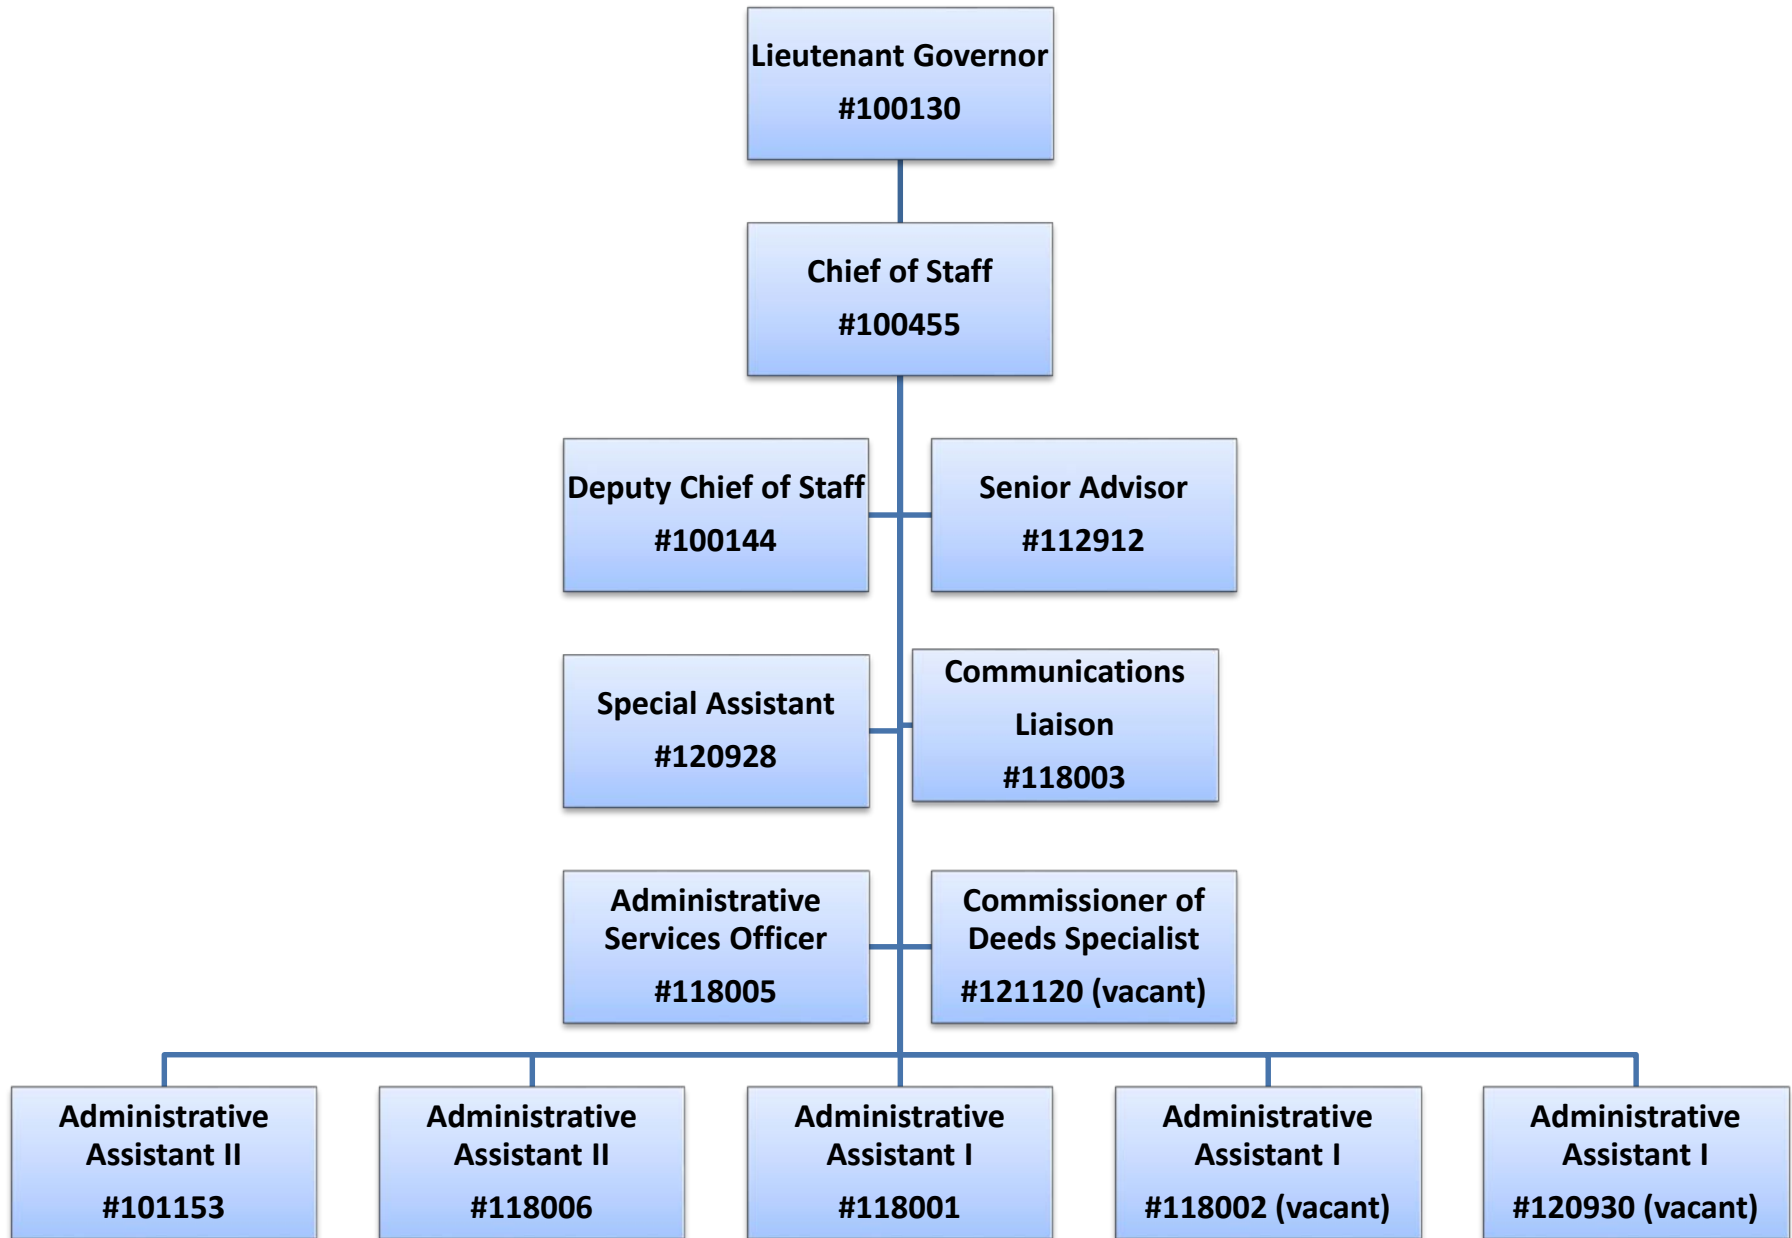 Lieutenant Governor
#100130
Chief of Staff
#100455
Deputy Chief of Staff
#100144
Senior Advisor
#112912
Special Assistant
#120928
Communications
Liaison
#118003
Administrative
Services Officer
#118005
Commissioner of
Deeds Specialist
#121120 (vacant)
Administrative
Assistant II
#101153
Administrative
Assistant II
#118006
Administrative
Assistant I
#118001
Administrative
Assistant I
#118002 (vacant)
Administrative
Assistant I
#120930 (vacant)